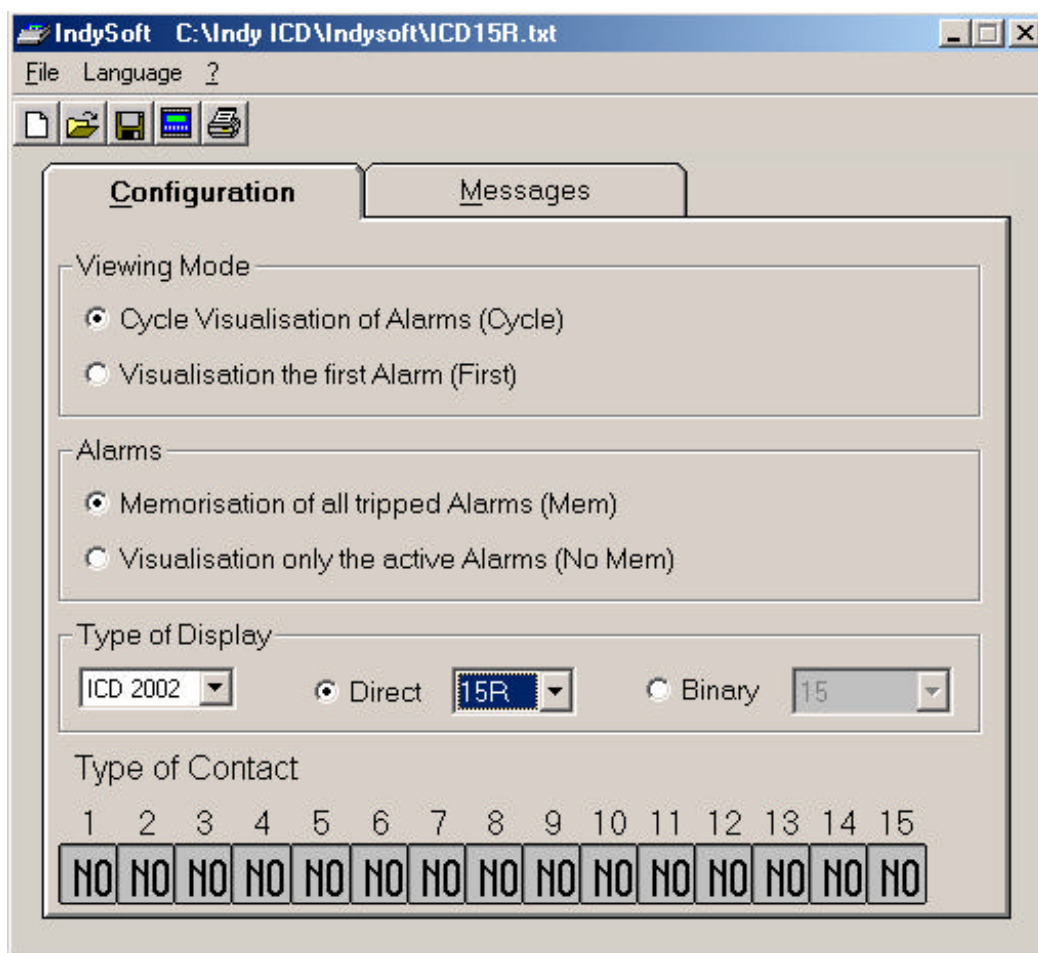 IndySoft C:\Indy ICD\Indysoft\ICD15R.txt
File Language ?
Configuration Messages
Viewing Mode
Cycle Visualisation of Alarms (Cycle)
Visualisation the first Alarm (First)
Alarms
Memorisation of all tripped Alarms (Mem)
Visualisation only the active Alarms (No Mem)
Type of Display
ICD 2002 Direct 15R Binary 15
Type of Contact
1 2 3 4 5 6 7 8 9 10 11 12 13 14 15
NO NO NO NO NO NO NO NO NO NO NO NO NO NO NO